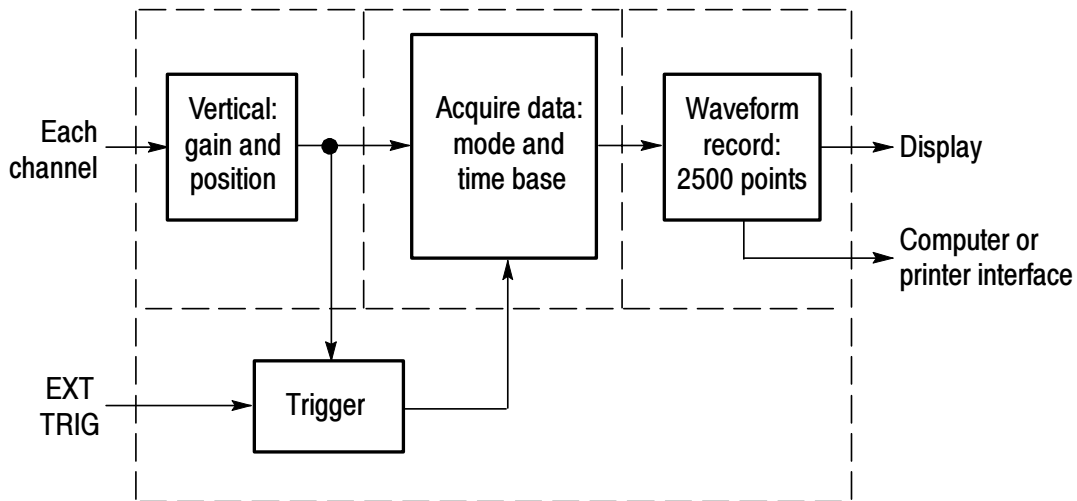 Each
channel
Vertical:
gain and
position
Acquire data:
mode and
time base
Waveform
record:
2500 points
Display
Computer or
printer interface
EXT
TRIG
Trigger